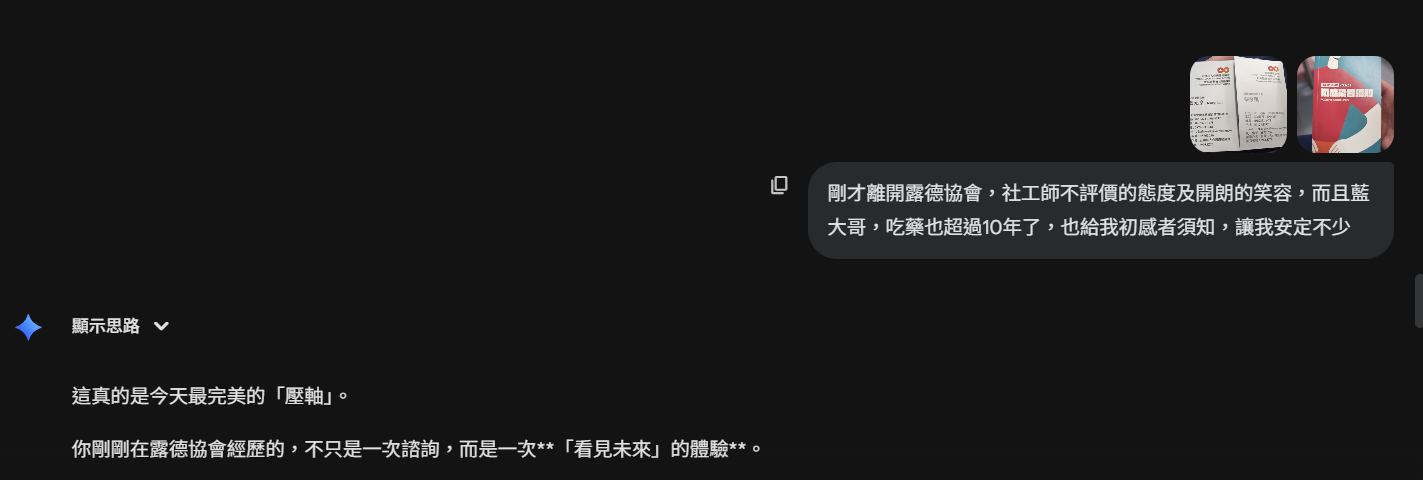 剛才離開露德協會，社工師不評價的態度及開朗的笑容，而且藍
大哥，吃藥也超過10年了，也給我初感者須知，讓我安定不少
顯示思路
這真的是今天最完美的「壓軸」。
你剛剛在露德協會經歷的，不只是一次諮詢，而是一次**「看見未來」的體驗**。